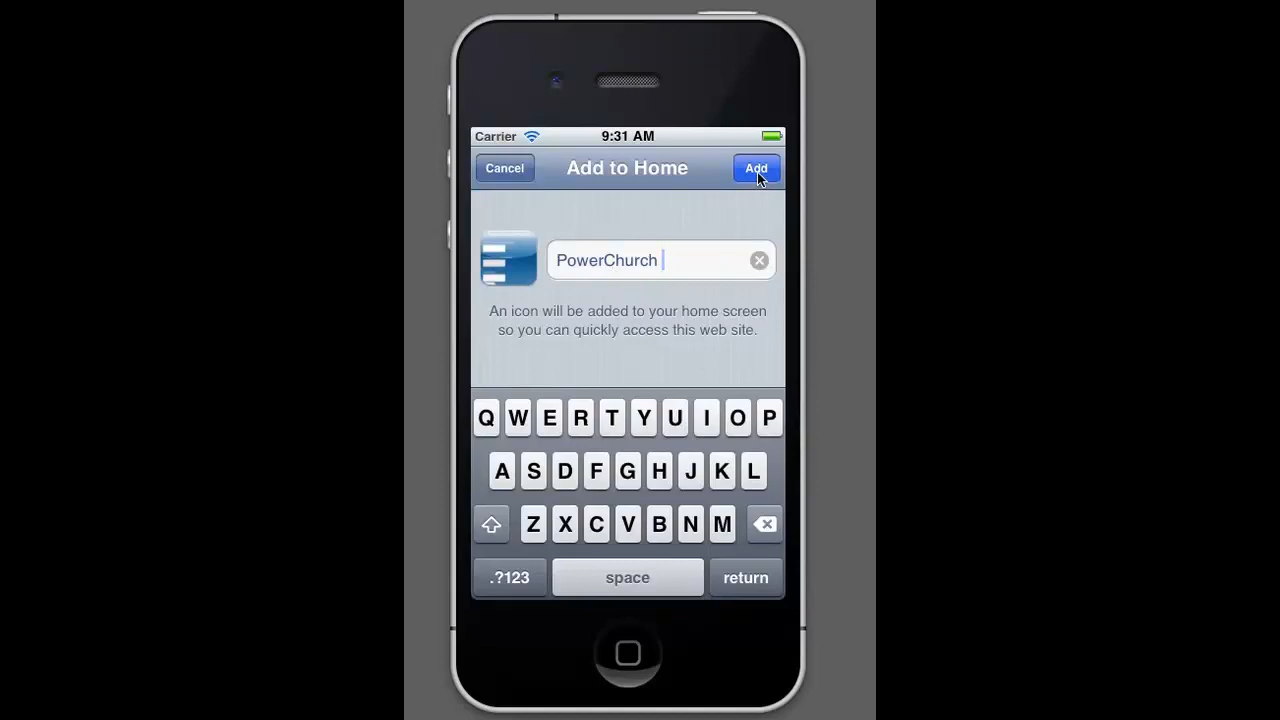 Carrier 9:31 AM
Cancel Add to Home Add
PowerChurch
An icon will be added to your home screen
so you can quickly access this web site.
Q W E R T Y U I O P
A S D F G H J K L
Z X C V B N M
.?123 space return